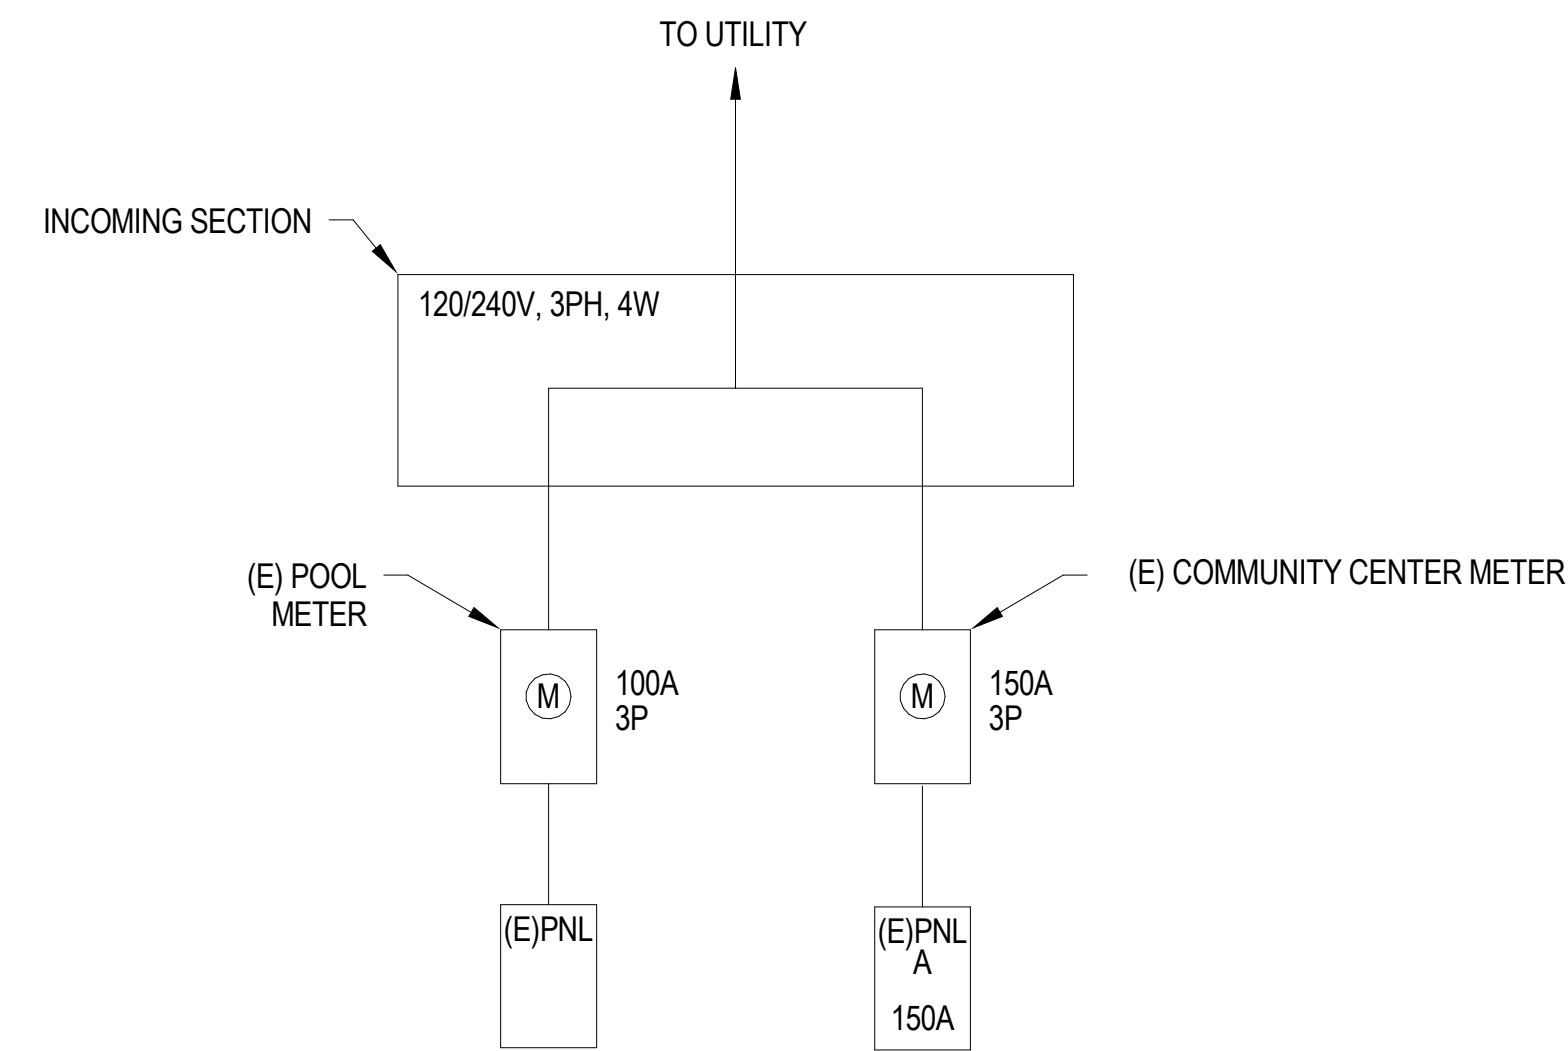 TO UTILITY
INCOMING SECTION
120/240V, 3PH, 4W
(E) POOL
METER
(E) COMMUNITY CENTER METER
M
100A
3P
M
150A
3P
(E)PNL
(E)PNL
A
150A